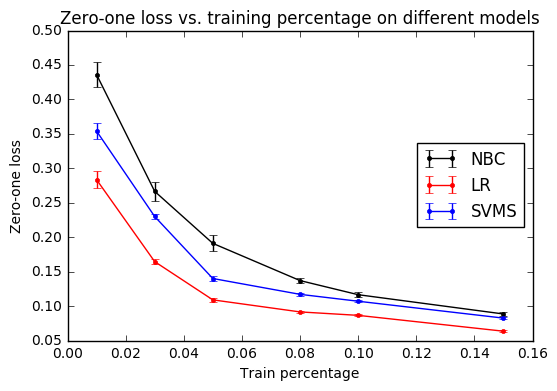 Zero-one loss vs. training percentage on different models
0.50
0.45
0.40
0.35
0.30
0.25
0.20
0.15
0.10
0.05
Zero-one loss
NBC
LR
SVMS
0.00 0.02 0.04 0.06 0.08 0.10 0.12 0.14 0.16
Train percentage